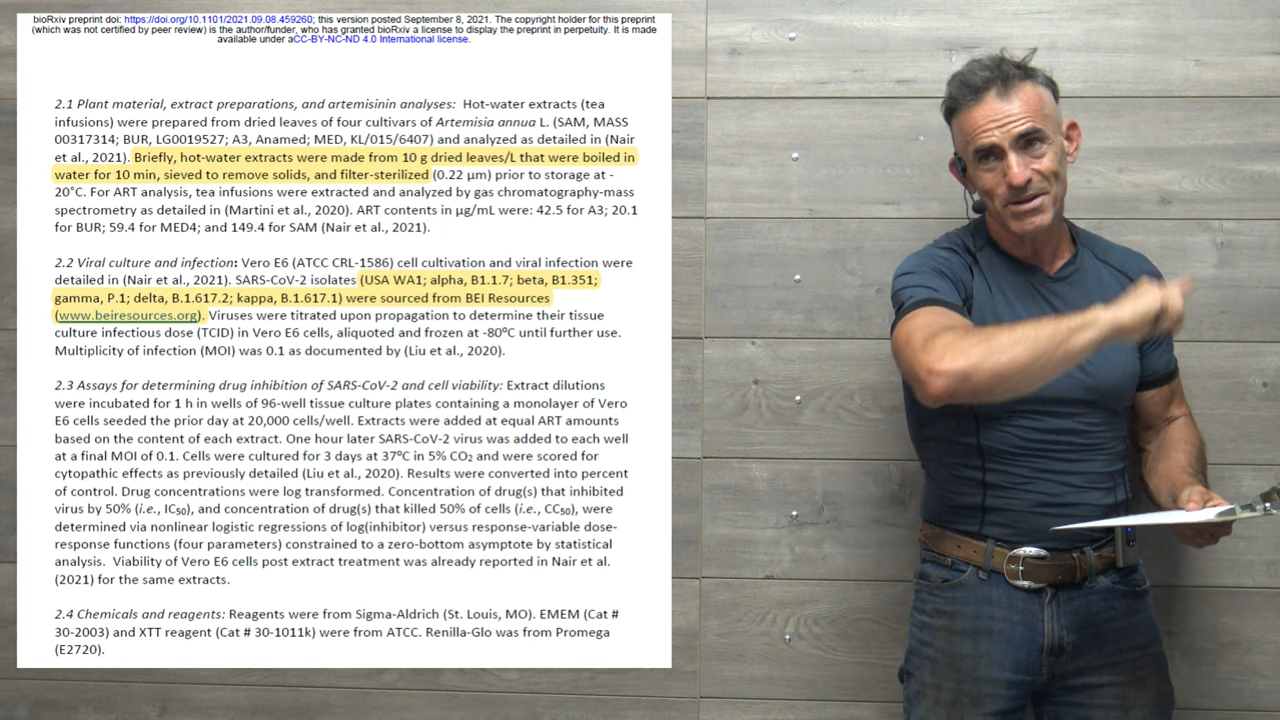 bioRxiv preprint doi: https://doi.org/10.1101/2021.09.08.459260; this version posted September 8, 2021. The copyright holder for this preprint
(which was not certified by peer review) is the author/funder, who has granted bioRxiv a license to display the preprint in perpetuity. It is made
available under aCC-BY-NC-ND 4.0 International license.
2.1 Plant material, extract preparations, and artemisinin analyses: Hot-water extracts (tea
infusions) were prepared from dried leaves of four cultivars of Artemisia annua L. (SAM, MASS
00317314; BUR, LG0019527; A3, Anamed; MED, KL/015/6407) and analyzed as detailed in (Nair
et al., 2021). Briefly, hot-water extracts were made from 10 g dried leaves/L that were boiled in
water for 10 min, sieved to remove solids, and filter-sterilized (0.22 µm) prior to storage at -
20˚C. For ART analysis, tea infusions were extracted and analyzed by gas chromatography-mass
spectrometry as detailed in (Martini et al., 2020). ART contents in µg/mL were: 42.5 for A3; 20.1
for BUR; 59.4 for MED4; and 149.4 for SAM (Nair et al., 2021).
2.2 Viral culture and infection: Vero E6 (ATCC CRL-1586) cell cultivation and viral infection were
detailed in (Nair et al., 2021). SARS-CoV-2 isolates (USA WA1; alpha, B1.1.7; beta, B1.351;
gamma, P.1; delta, B.1.617.2; kappa, B.1.617.1) were sourced from BEI Resources
(www.beiresources.org). Viruses were titrated upon propagation to determine their tissue
culture infectious dose (TCID) in Vero E6 cells, aliquoted and frozen at -80ºC until further use.
Multiplicity of infection (MOI) was 0.1 as documented by (Liu et al., 2020).
2.3 Assays for determining drug inhibition of SARS-CoV-2 and cell viability: Extract dilutions
were incubated for 1 h in wells of 96-well tissue culture plates containing a monolayer of Vero
E6 cells seeded the prior day at 20,000 cells/well. Extracts were added at equal ART amounts
based on the content of each extract. One hour later SARS-CoV-2 virus was added to each well
at a final MOI of 0.1. Cells were cultured for 3 days at 37ºC in 5% CO₂ and were scored for
cytopathic effects as previously detailed (Liu et al., 2020). Results were converted into percent
of control. Drug concentrations were log transformed. Concentration of drug(s) that inhibited
virus by 50% (i.e., IC₅₀), and concentration of drug(s) that killed 50% of cells (i.e., CC₅₀), were
determined via nonlinear logistic regressions of log(inhibitor) versus response-variable dose-
response functions (four parameters) constrained to a zero-bottom asymptote by statistical
analysis. Viability of Vero E6 cells post extract treatment was already reported in Nair et al.
(2021) for the same extracts.
2.4 Chemicals and reagents: Reagents were from Sigma-Aldrich (St. Louis, MO). EMEM (Cat #
30-2003) and XTT reagent (Cat # 30-1011k) were from ATCC. Renilla-Glo was from Promega
(E2720).